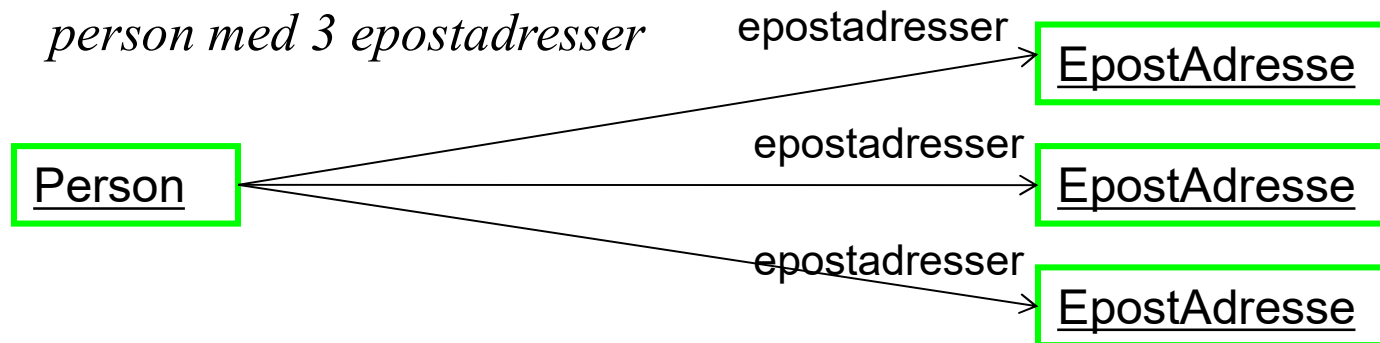 person med 3 epostadresser
epostadresser
EpostAdresse
Person
epostadresser
EpostAdresse
epostadresser
EpostAdresse